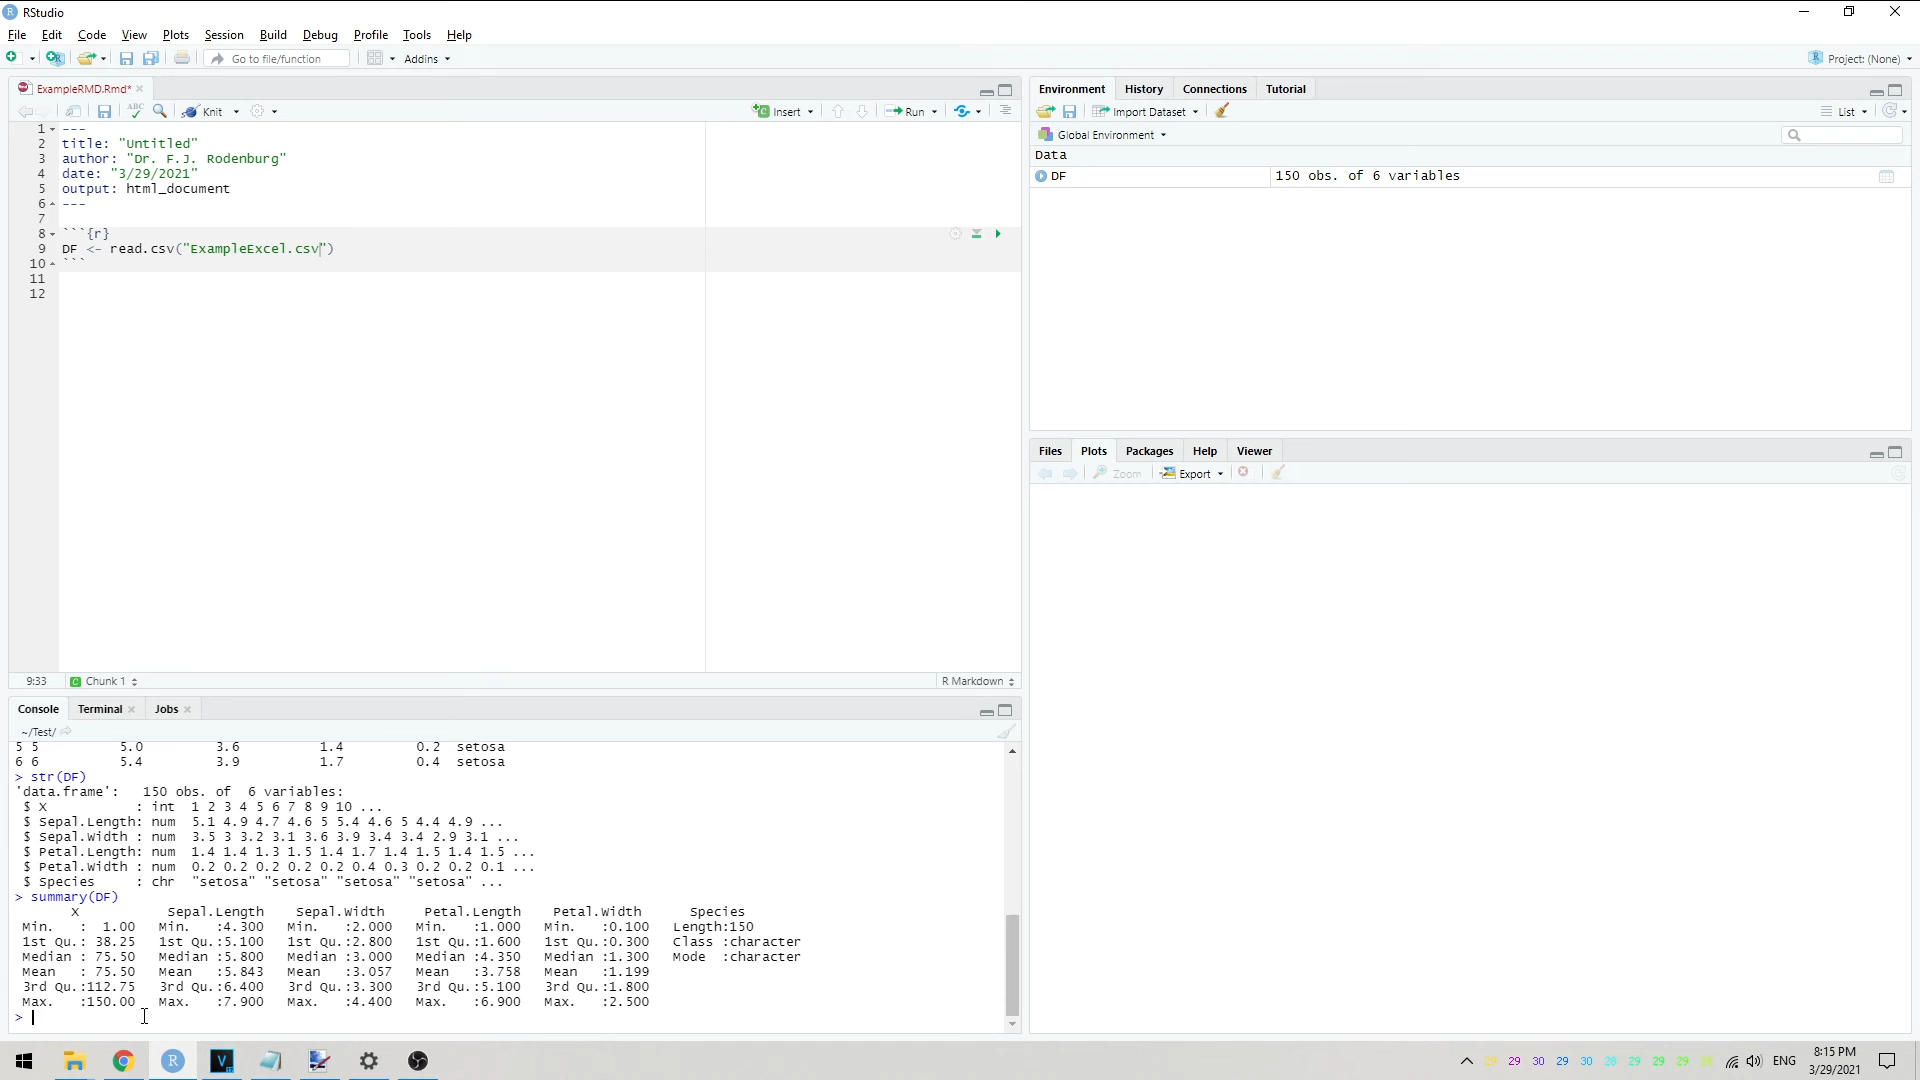 RStudio
File Edit Code View Plots Session Build Debug Profile Tools Help
Go to file/function Addins Project: (None)
ExampleRMD.Rmd*
ABC Knit Insert Run
1 ---
2 title: "Untitled"
3 author: "Dr. F.J. Rodenburg"
4 date: "3/29/2021"
5 output: html_document
6 ---
7
8 ```{r}
9 DF <- read.csv("ExampleExcel.csv")
10 ```
11
12
9:33 Chunk 1 R Markdown
Console Terminal Jobs
~/Test/
5 5 5.0 3.6 1.4 0.2 setosa
6 6 5.4 3.9 1.7 0.4 setosa
> str(DF)
'data.frame': 150 obs. of 6 variables:
$ X : int 1 2 3 4 5 6 7 8 9 10 ...
$ Sepal.Length: num 5.1 4.9 4.7 4.6 5 5.4 4.6 5 4.4 4.9 ...
$ Sepal.Width : num 3.5 3 3.2 3.1 3.6 3.9 3.4 3.4 2.9 3.1 ...
$ Petal.Length: num 1.4 1.4 1.3 1.5 1.4 1.7 1.4 1.5 1.4 1.5 ...
$ Petal.Width : num 0.2 0.2 0.2 0.2 0.2 0.4 0.3 0.2 0.2 0.1 ...
$ Species : chr "setosa" "setosa" "setosa" "setosa" ...
> summary(DF)
X Sepal.Length Sepal.Width Petal.Length Petal.Width Species
Min. : 1.00 Min. :4.300 Min. :2.000 Min. :1.000 Min. :0.100 Length:150
1st Qu.: 38.25 1st Qu.:5.100 1st Qu.:2.800 1st Qu.:1.600 1st Qu.:0.300 Class :character
Median : 75.50 Median :5.800 Median :3.000 Median :4.350 Median :1.300 Mode :character
Mean : 75.50 Mean :5.843 Mean :3.057 Mean :3.758 Mean :1.199
3rd Qu.:112.75 3rd Qu.:6.400 3rd Qu.:3.300 3rd Qu.:5.100 3rd Qu.:1.800
Max. :150.00 Max. :7.900 Max. :4.400 Max. :6.900 Max. :2.500
>
Environment History Connections Tutorial
Import Dataset List
Global Environment
Data
DF 150 obs. of 6 variables
Files Plots Packages Help Viewer
Zoom Export
29 29 30 29 30 28 29 29 29 ENG
8:15 PM
3/29/2021